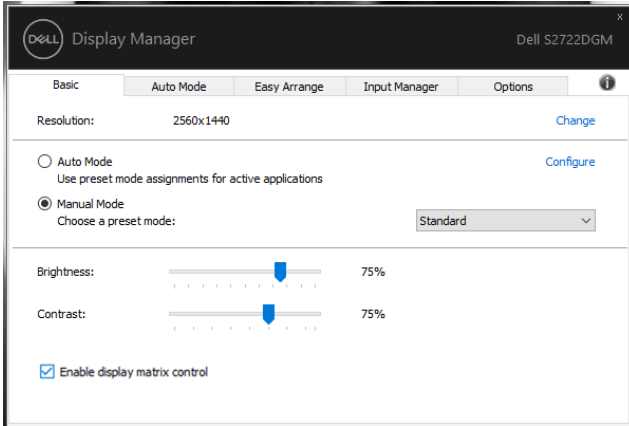 DELL Display Manager
x
Dell S2722DGM
Basic Auto Mode Easy Arrange Input Manager Options i
Resolution: 2560x1440 Change
Auto Mode Configure
Use preset mode assignments for active applications
Manual Mode
Choose a preset mode: Standard
Brightness: 75%
Contrast: 75%
Enable display matrix control